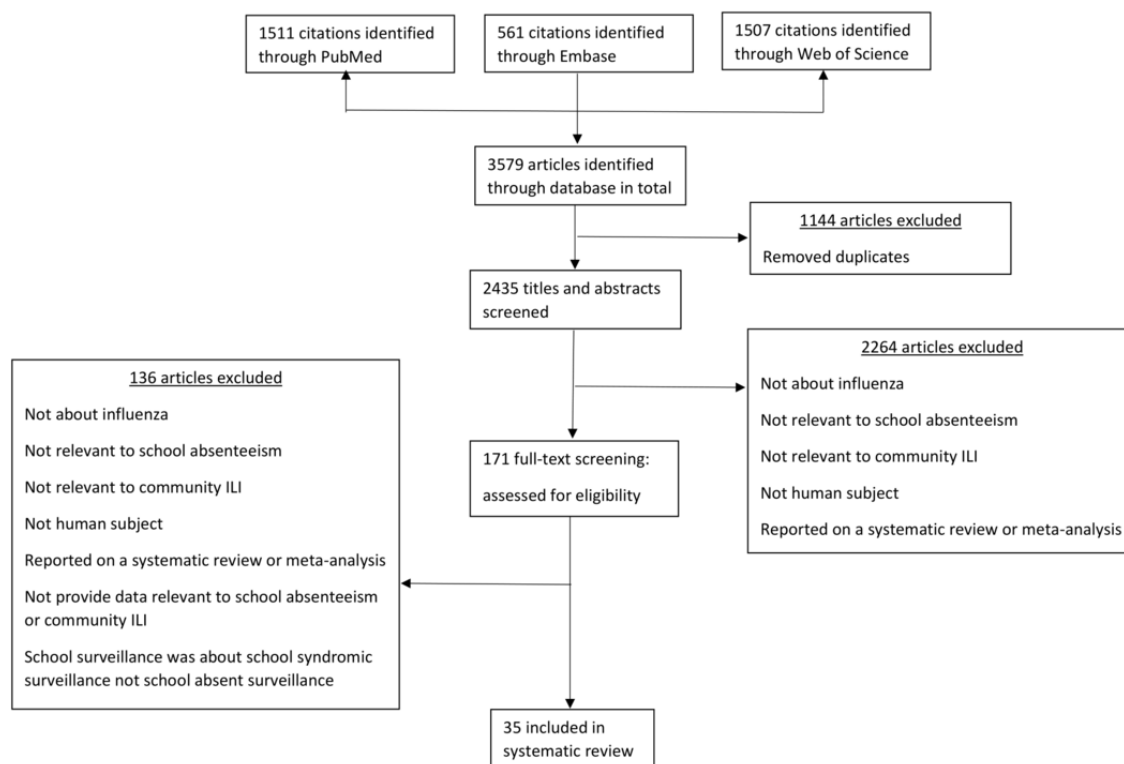 1511 citations identified
through PubMed
561 citations identified
through Embase
1507 citations identified
through Web of Science
3579 articles identified
through database in total
1144 articles excluded
Removed duplicates
2435 titles and abstracts
screened
2264 articles excluded
Not about influenza
Not relevant to school absenteeism
Not relevant to community ILI
Not human subject
Reported on a systematic review or meta-analysis
171 full-text screening:
assessed for eligibility
136 articles excluded
Not about influenza
Not relevant to school absenteeism
Not relevant to community ILI
Not human subject
Reported on a systematic review or meta-analysis
Not provide data relevant to school absenteeism
or community ILI
School surveillance was about school syndromic
surveillance not school absent surveillance
35 included in
systematic review